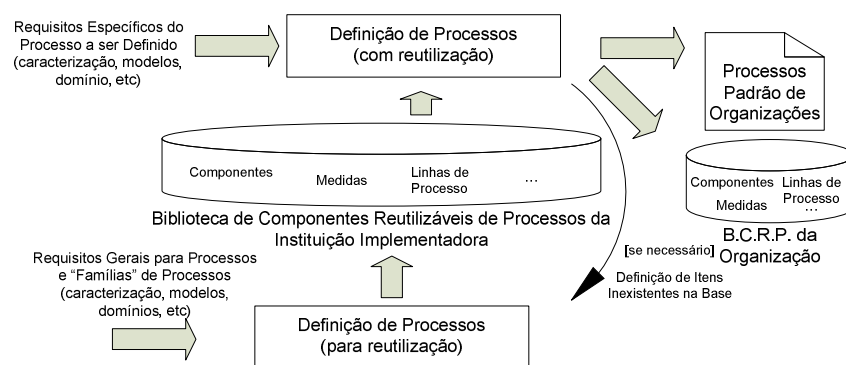 Requisitos Específicos do
Processo a ser Definido
(caracterização, modelos,
domínio, etc)
Definição de Processos
(com reutilização)
Processos
Padrão de
Organizações
Componentes
Medidas
Linhas de
Processo
...
Biblioteca de Componentes Reutilizáveis de Processos da
Instituição Implementadora
Componentes
Medidas
Linhas de
Processo
...
B.C.R.P. da
Organização
[se necessário]
Definição de Itens
Inexistentes na Base
Requisitos Gerais para Processos
e “Famílias” de Processos
(caracterização, modelos,
domínios, etc)
Definição de Processos
(para reutilização)